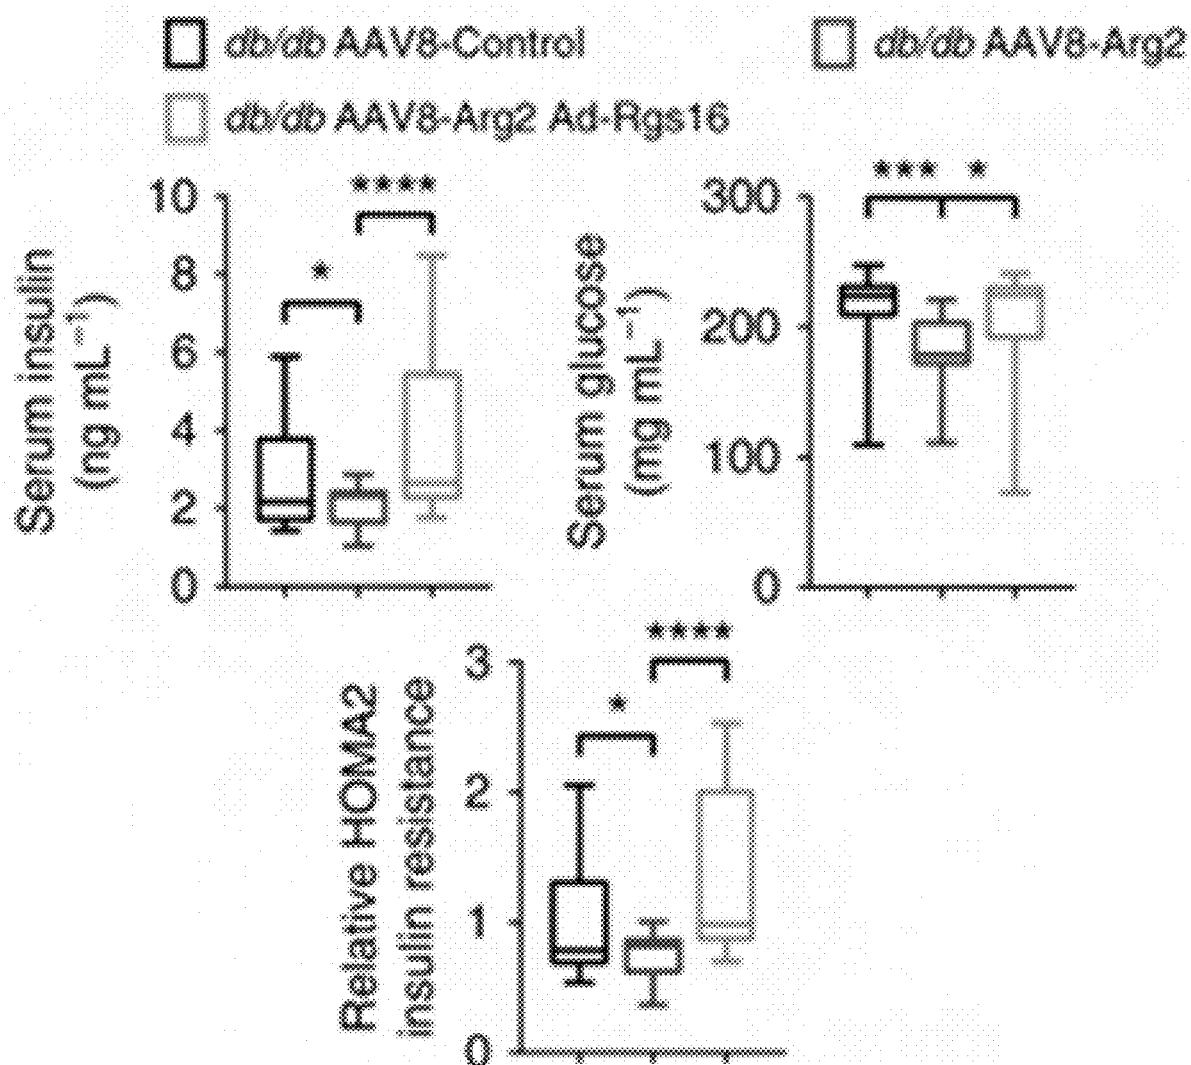 db/db AAV8-Control
db/db AAV8-Arg2
db/db AAV8-Arg2 Ad-Rgs16
Serum insulin
(ng mL⁻¹)
10
8
6
4
2
0
*
****
Serum glucose
(mg mL⁻¹)
300
200
100
0
*** *
Relative HOMA2
insulin resistance
3
2
1
0
*
****